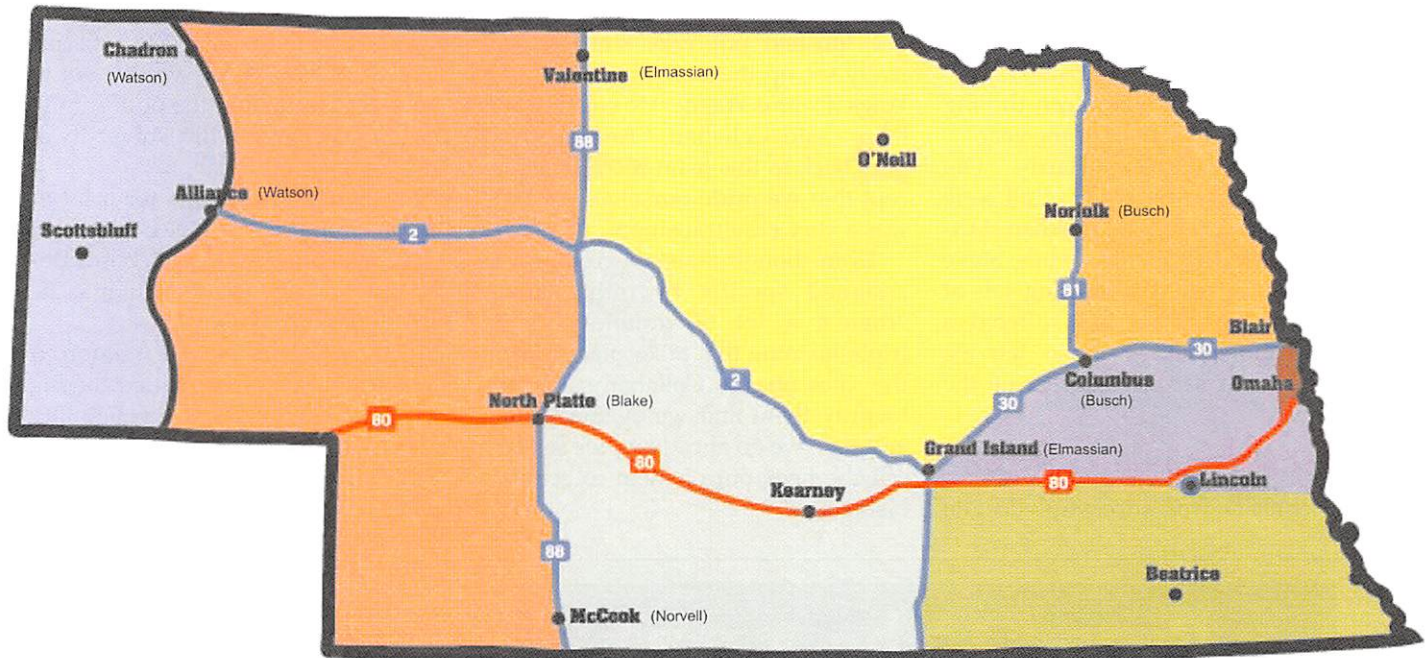 Chadron
(Watson)
Valentine (Elmassian)
88
O'Neill
Alliance (Watson)
Norfolk (Busch)
Scottsbluff
2
81
Blair
30
2
Columbus
(Busch)
Omaha
North Platte (Blake)
30
80
80
Grand Island (Elmassian)
80
Lincoln
Kearney
88
Beatrice
McCook (Norvell)